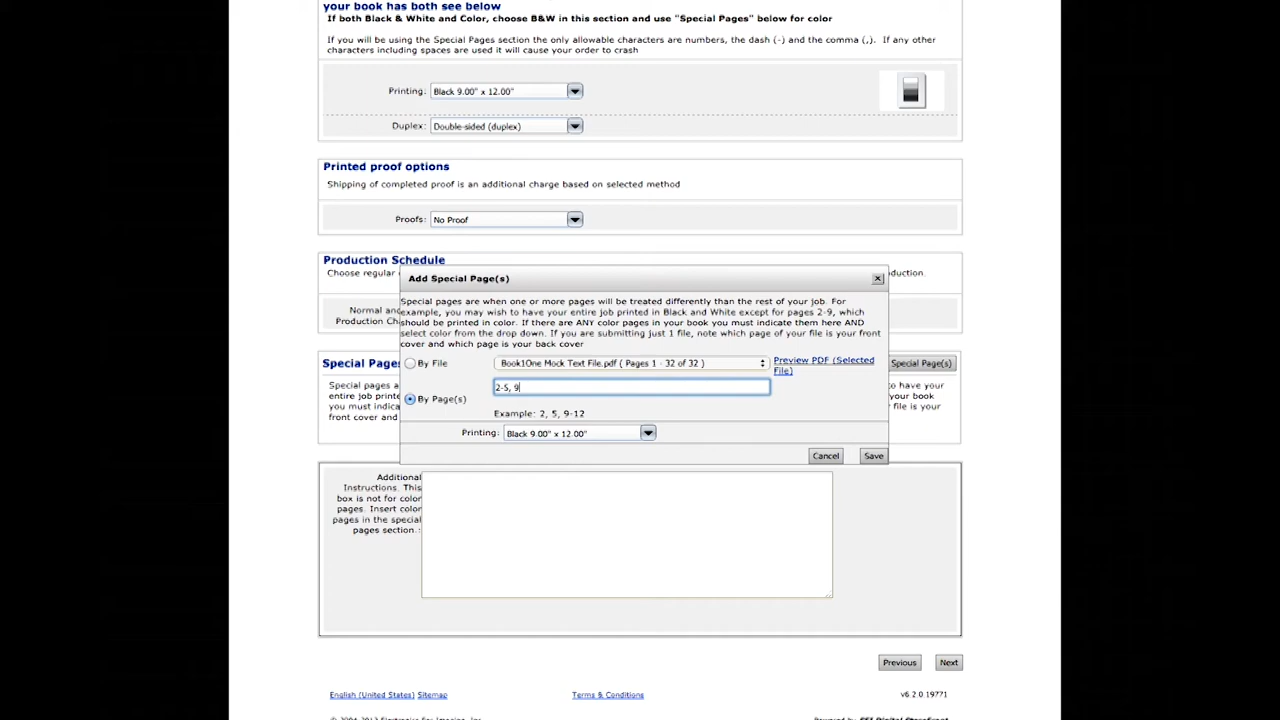 your book has both see below
If both Black & White and Color, choose B&W in this section and use "Special Pages" below for color
If you will be using the Special Pages section the only allowable characters are numbers, the dash (-) and the comma (,). If any other
characters including spaces are used it will cause your order to crash
Printing: Black 9.00" x 12.00"
Duplex: Double-sided (duplex)
Printed proof options
Shipping of completed proof is an additional charge based on selected method
Proofs: No Proof
Production Schedule
Choose regular
duction.
Normal and
Production Ch
Add Special Page(s)
Special pages are when one or more pages will be treated differently than the rest of your job. For
example, you may wish to have your entire job printed in Black and White except for pages 2-9, which
should be printed in color. If there are ANY color pages in your book you must indicate them here AND
select color from the drop down. If you are submitting just 1 file, note which page of your file is your front
cover and which page is your back cover
By File Book1One Mock Text File.pdf ( Pages 1 - 32 of 32 ) Preview PDF (Selected
File)
2-5, 9
By Page(s)
Example: 2, 5, 9-12
Printing: Black 9.00" x 12.00"
Cancel Save
Special Pages
Special Page(s)
Special pages a
to have your
entire job printe
your book
you must indica
r file is your
front cover and
Additional
Instructions. This
box is not for color
pages. Insert color
pages in the special
pages section.:
Previous Next
English (United States) Sitemap Terms & Conditions v6.2.0.19771